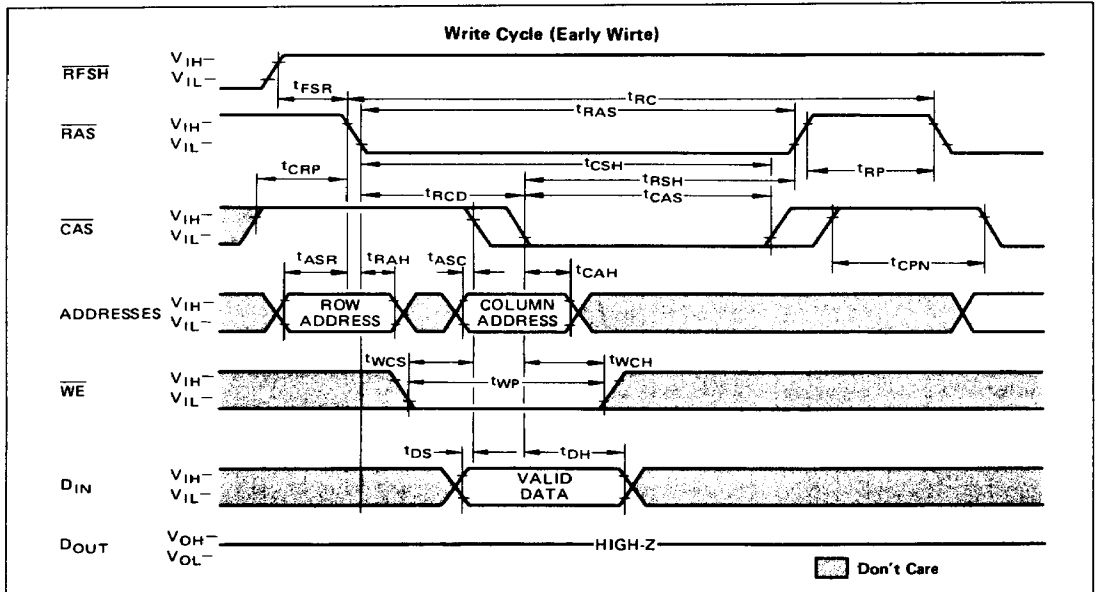 Write Cycle (Early Wirte)
RFSH
VIH
VIL
tFSR
tRC
tRAS
RAS
VIH
VIL
tCSH
tCRP
tRSH
tRP
tRCD
tCAS
CAS
VIH
VIL
tCPN
tASR
tRAH
tASC
tCAH
ADDRESSES
VIH
VIL
ROW
ADDRESS
COLUMN
ADDRESS
tWCS
tWCH
tWP
WE
VIH
VIL
tDS
tDH
DIN
VIH
VIL
VALID
DATA
DOUT
VOH
VOL
HIGH-Z
Don't Care